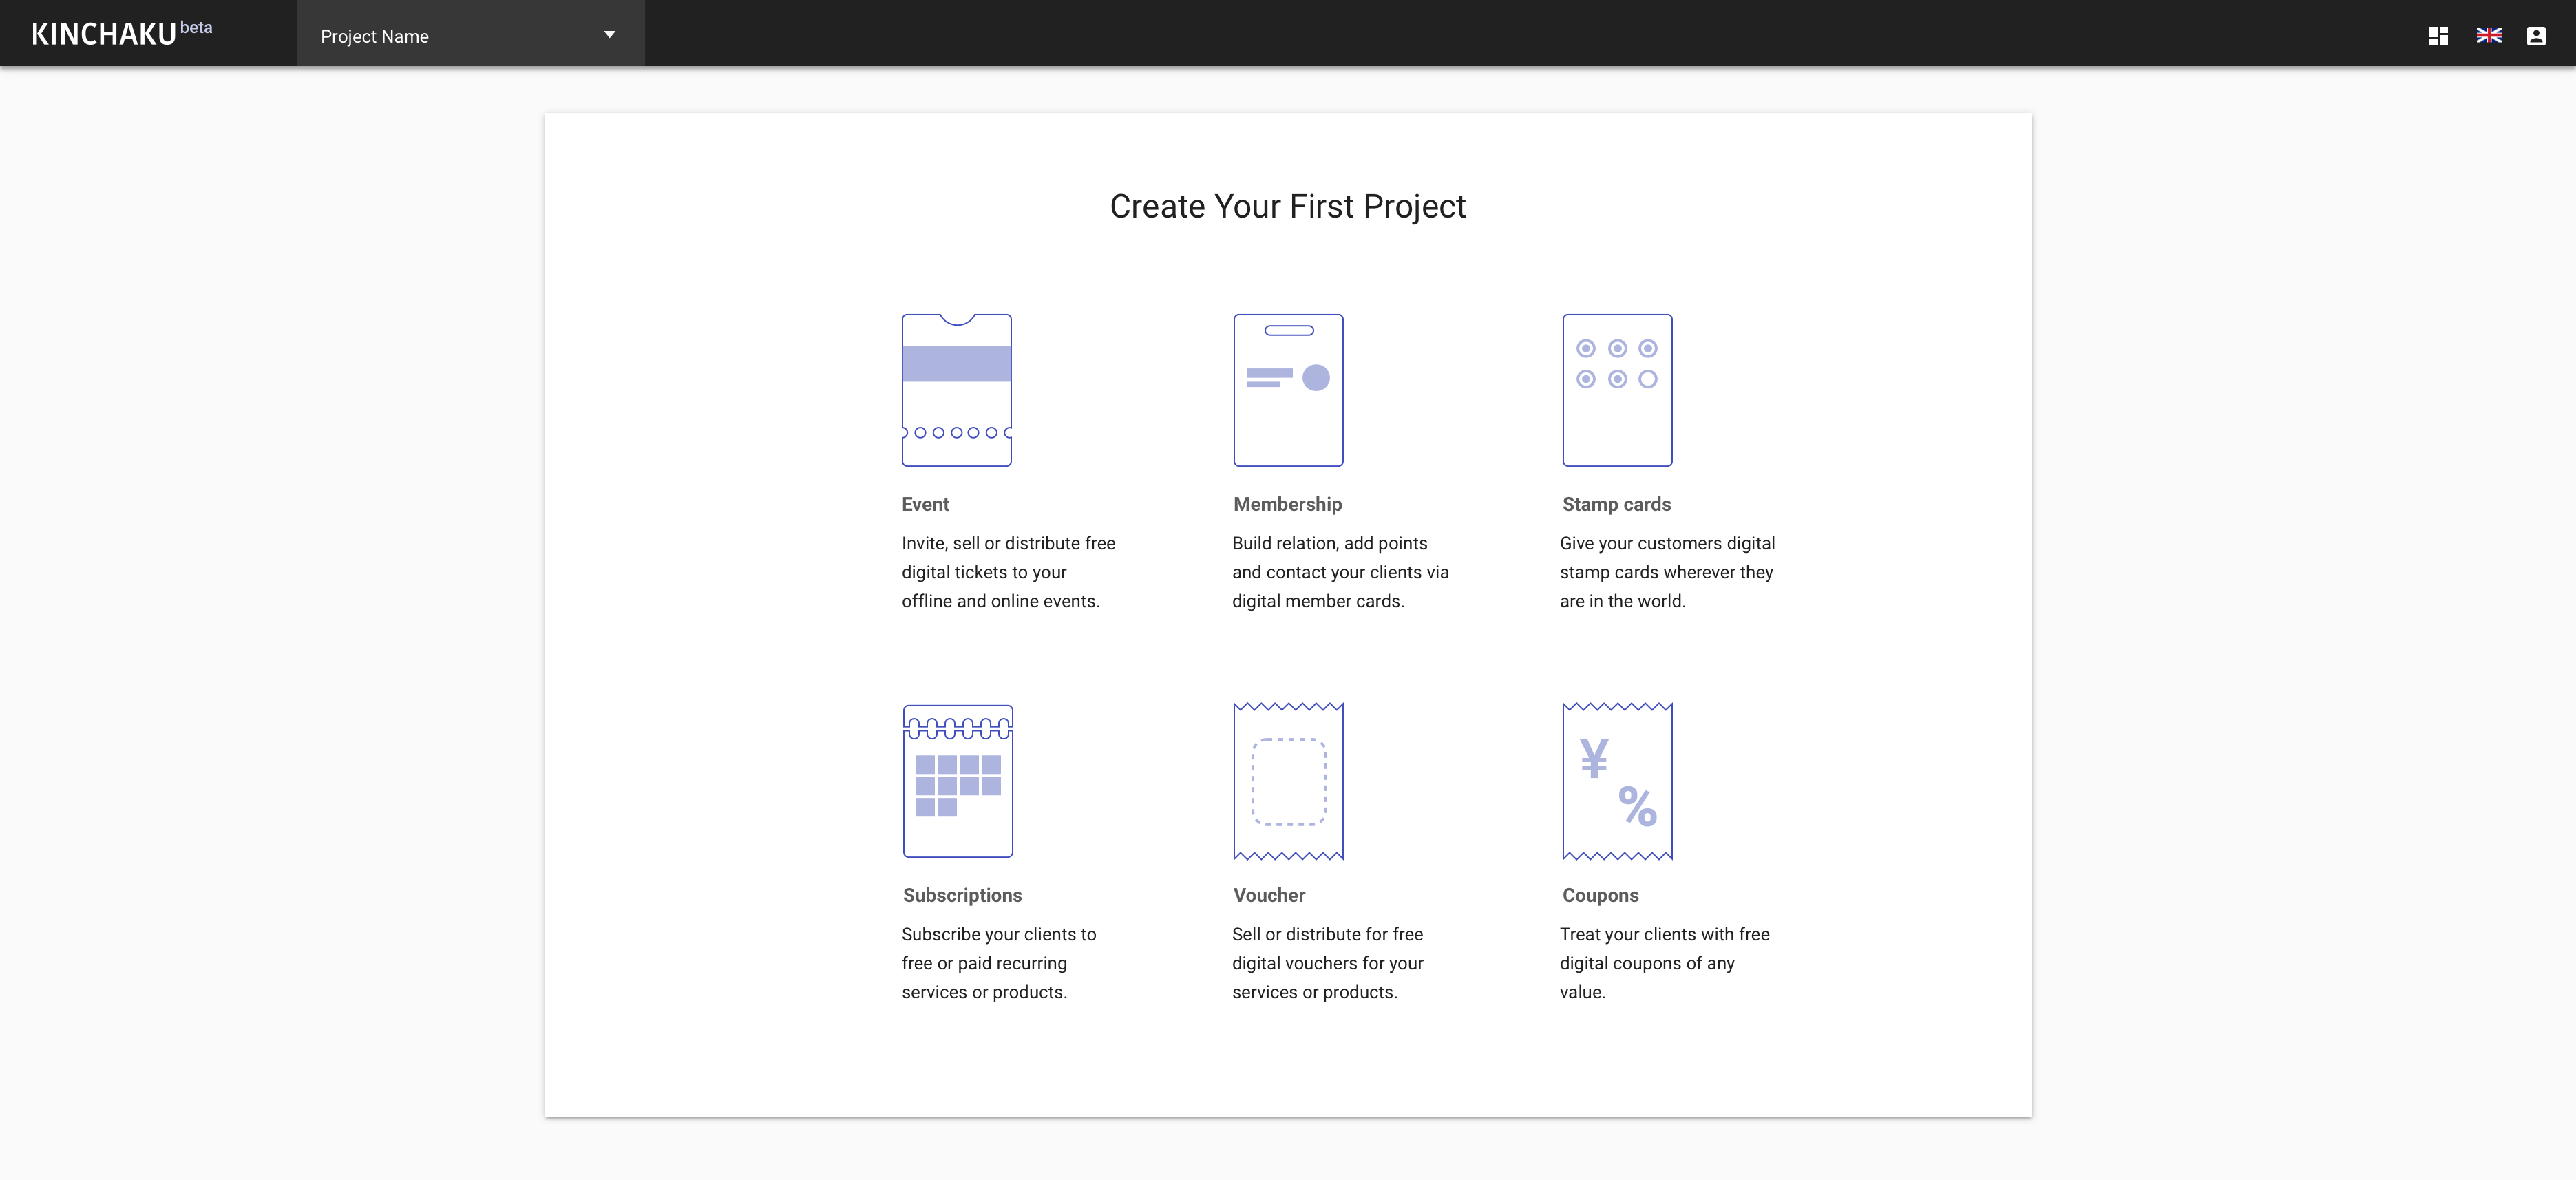 KINCHAKU beta
Project Name
Create Your First Project
Event
Invite, sell or distribute free
digital tickets to your
offline and online events.
Membership
Build relation, add points
and contact your clients via
digital member cards.
Stamp cards
Give your customers digital
stamp cards wherever they
are in the world.
¥
%
Subscriptions
Subscribe your clients to
free or paid recurring
services or products.
Voucher
Sell or distribute for free
digital vouchers for your
services or products.
Coupons
Treat your clients with free
digital coupons of any
value.